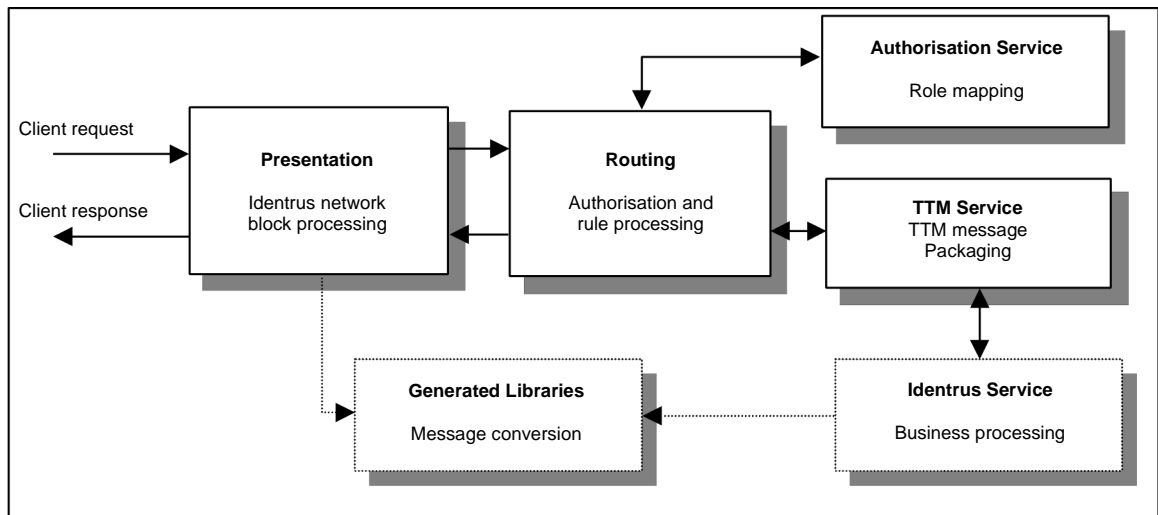 Authorisation Service
Role mapping
Client request
Presentation
Identrus network
block processing
Routing
Authorisation and
rule processing
Client response
TTM Service
TTM message
Packaging
Generated Libraries
Message conversion
Identrus Service
Business processing